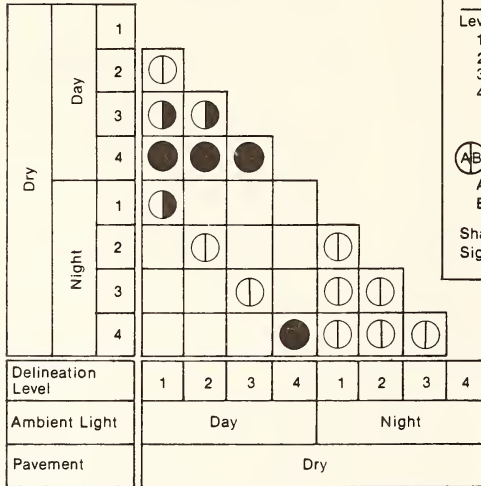 Lev
1
2
3
4
AB
A
B
Sha
Sig
Dry
Day
1
2
3
4
Night
1
2
3
4
Delineation
Level
1 2 3 4 1 2 3 4
Ambient Light
Day
Night
Pavement
Dry